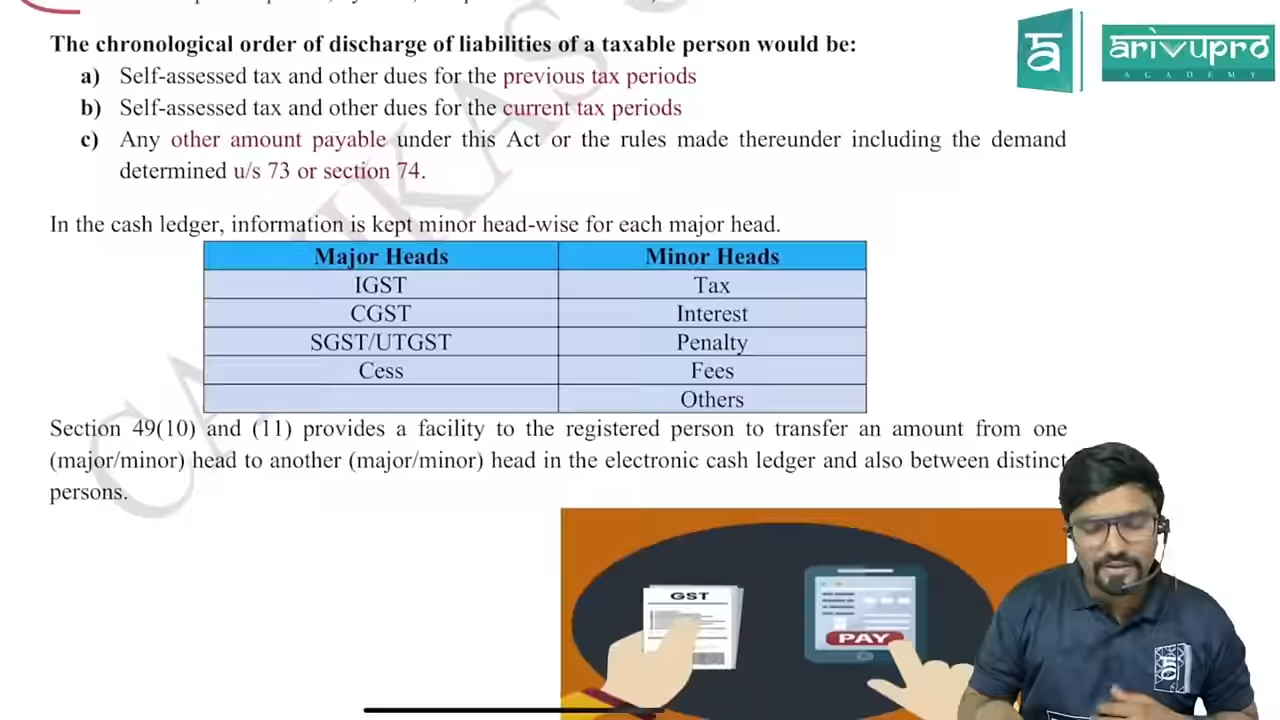 The chronological order of discharge of liabilities of a taxable person would be:
a) Self-assessed tax and other dues for the previous tax periods
b) Self-assessed tax and other dues for the current tax periods
c) Any other amount payable under this Act or the rules made thereunder including the demand
determined u/s 73 or section 74.
In the cash ledger, information is kept minor head-wise for each major head.
Major Heads Minor Heads
IGST Tax
CGST Interest
SGST/UTGST Penalty
Cess Fees
Others
Section 49(10) and (11) provides a facility to the registered person to transfer an amount from one
(major/minor) head to another (major/minor) head in the electronic cash ledger and also between distinct
persons.
arivupro
ACADEMY
GST
PAY